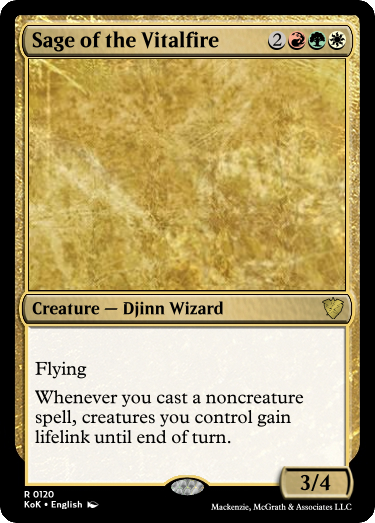 Sage of the Vitalfire 2
Creature — Djinn Wizard
Flying
Whenever you cast a noncreature
spell, creatures you control gain
lifelink until end of turn.
3/4
R 0120
KoK • English
Mackenzie, McGrath & Associates LLC